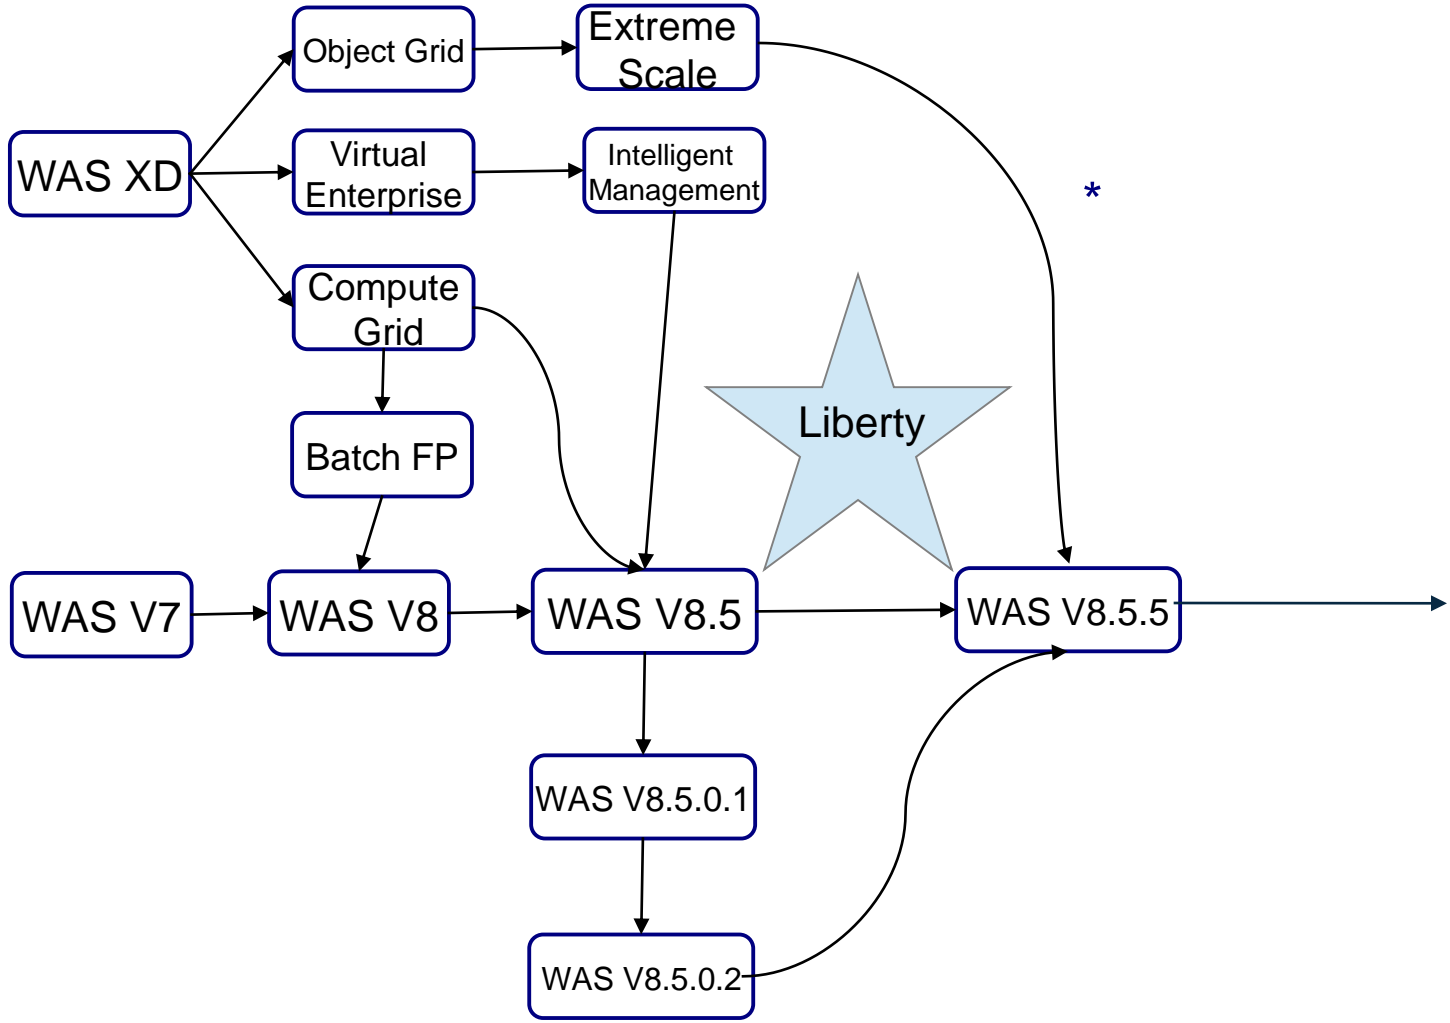 Object Grid
Extreme
Scale
WAS XD
Virtual
Enterprise
Intelligent
Management
*
Compute
Grid
Liberty
Batch FP
WAS V7
WAS V8
WAS V8.5
WAS V8.5.5
WAS V8.5.0.1
WAS V8.5.0.2